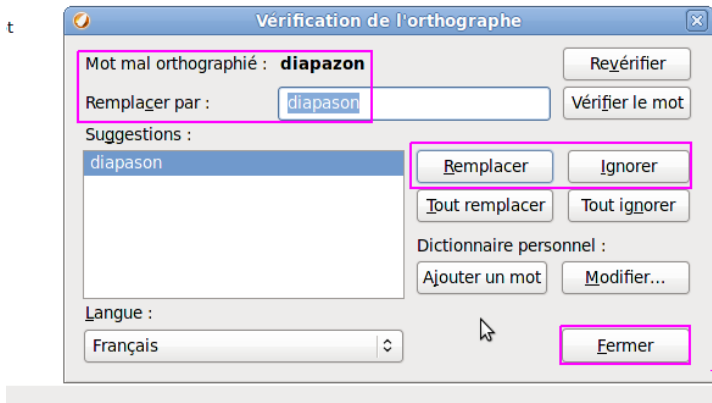 t
Vérification de l'orthographe
Mot mal orthographié : diapazon
Revérifier
Remplacer par : diapason
Vérifier le mot
Suggestions :
diapason
Remplacer Ignorer
Tout remplacer Tout ignorer
Dictionnaire personnel :
Ajouter un mot Modifier...
Langue :
Français
Fermer